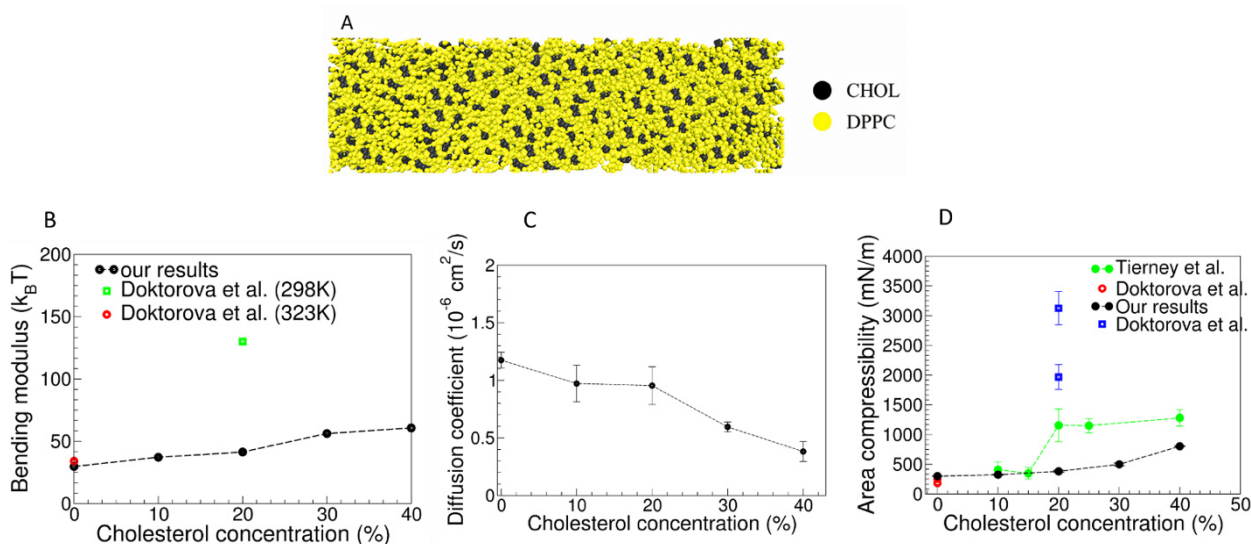 A
CHOL
DPPC
B
Bending modulus (k_BT)
200
150
100
50
0
our results
Doktorova et al. (298K)
Doktorova et al. (323K)
0 10 20 30 40
Cholesterol concentration (%)
C
Diffusion coefficient (10⁻⁶ cm²/s)
2
1.5
1
0.5
0
0 10 20 30 40
Cholesterol concentration (%)
D
Area compressibility (mN/m)
4000
3500
3000
2500
2000
1500
1000
500
0
Tierney et al.
Doktorova et al.
Our results
Doktorova et al.
0 10 20 30 40 50
Cholesterol concentration (%)